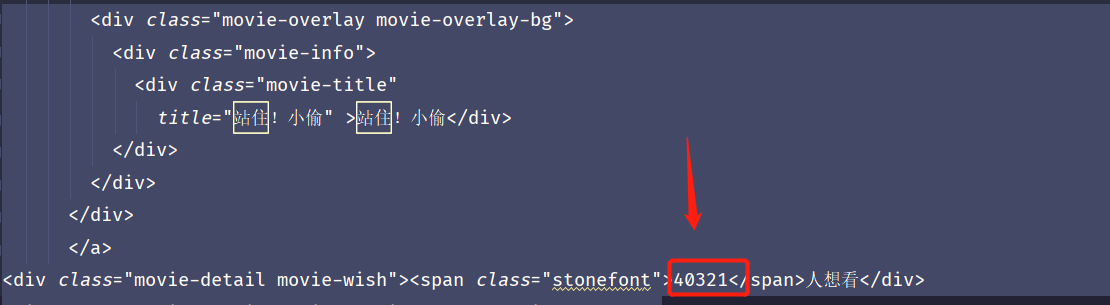 <div class="movie-overlay movie-overlay-bg">
<div class="movie-info">
<div class="movie-title"
title="站住! 小偷" >站住! 小偷</div>
</div>
</div>
</div>
</a>
<div class="movie-detail movie-wish"><span class="stonefont">40321</span>人想看</div>